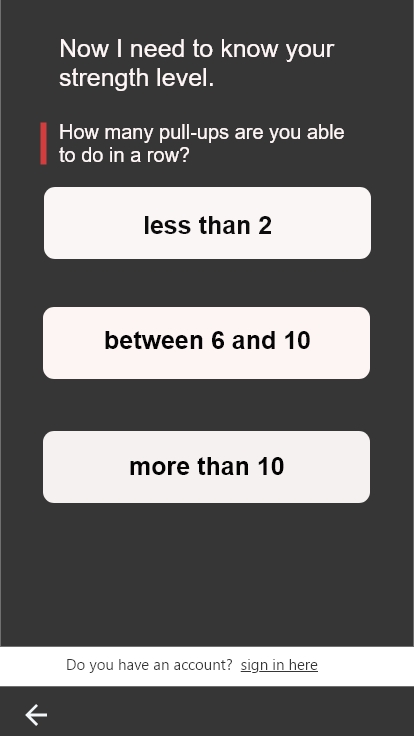 Now I need to know your
strength level.
How many pull-ups are you able
to do in a row?
less than 2
between 6 and 10
more than 10
Do you have an account? sign in here